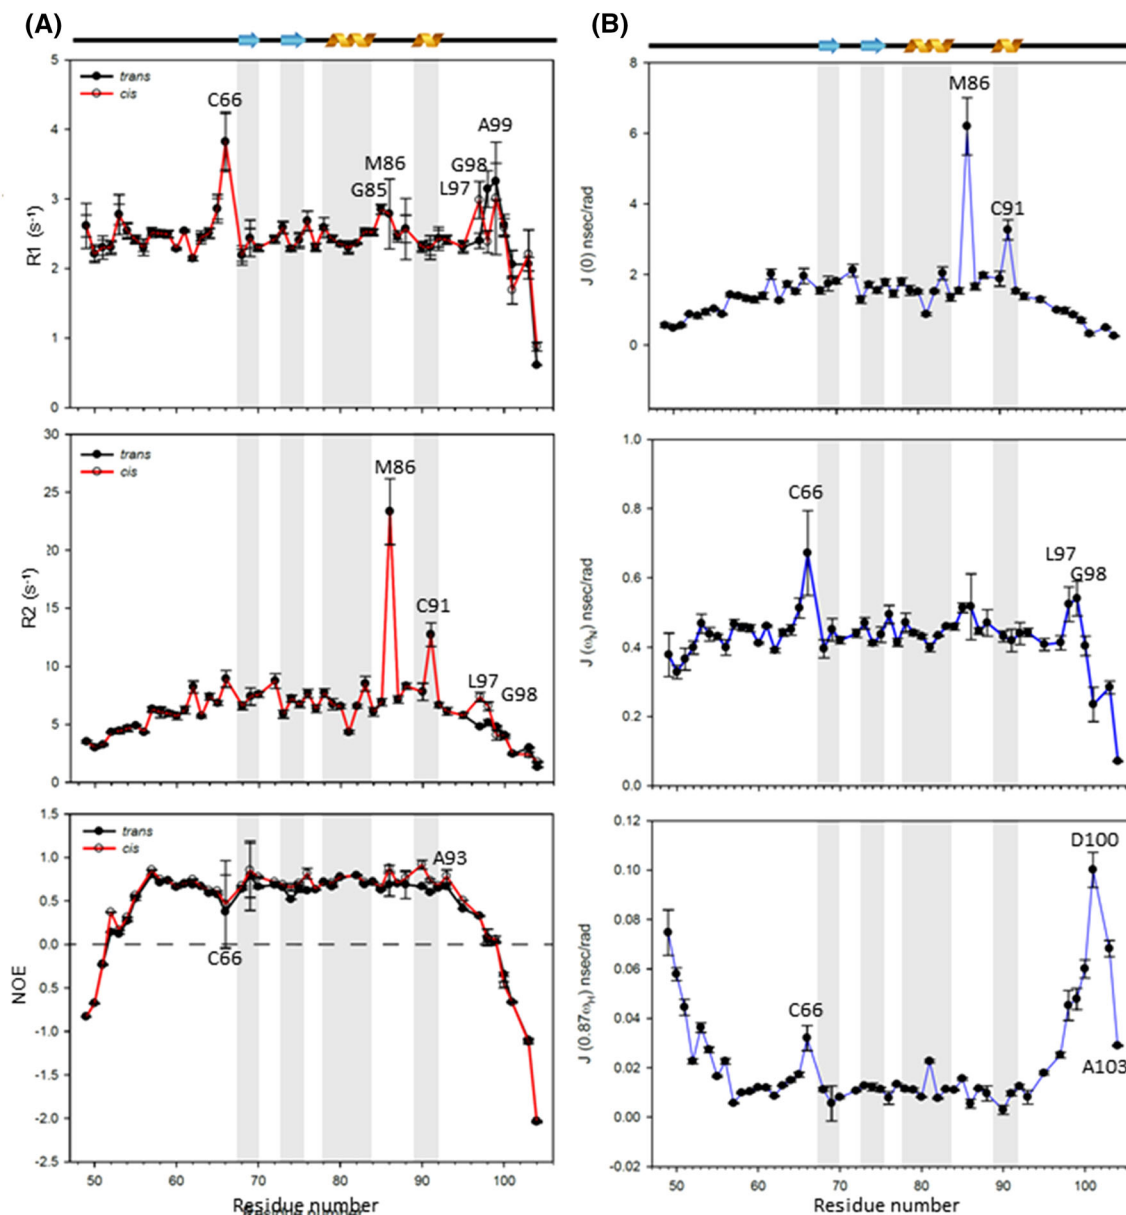 (A)
5
4
3
2
1
0
R1 (s⁻¹)
trans
cis
C66
M86
G85
A99
G98
L97
30
25
20
15
10
5
0
R2 (s⁻¹)
trans
cis
M86
C91
L97
G98
1.5
1.0
0.5
0.0
-0.5
-1.0
-1.5
-2.0
-2.5
NOE
trans
cis
C66
A93
50 60 70 80 90 100
Residue number
Residue number
(B)
8
6
4
2
0
J (0) nsec/rad
M86
C91
1.0
0.8
0.6
0.4
0.2
0.0
J (ωN) nsec/rad
C66
L97
G98
0.12
0.10
0.08
0.06
0.04
0.02
0.00
-0.02
J (0.87ωH) nsec/rad
C66
D100
A103
50 60 70 80 90 100
Residue number